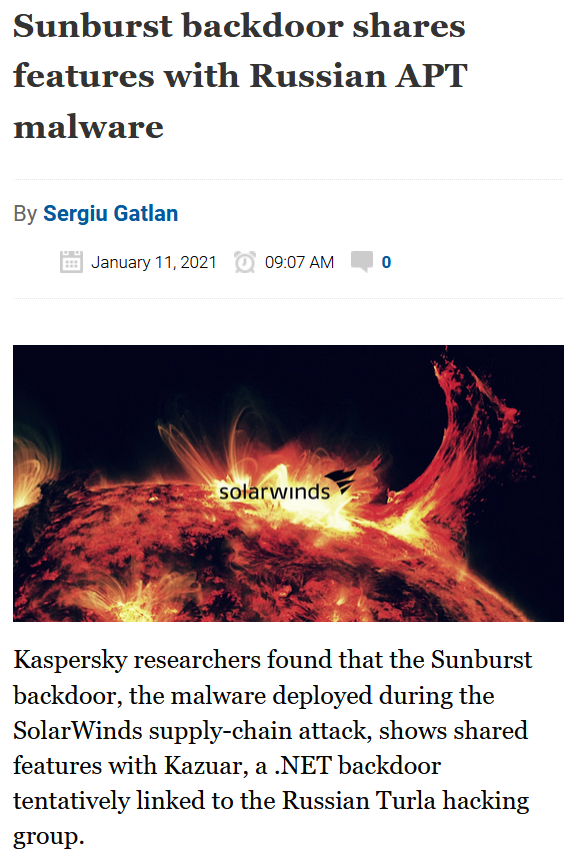 Sunburst backdoor shares
features with Russian APT
malware
By Sergiu Gatlan
January 11, 2021 09:07 AM 0
solarwinds
Kaspersky researchers found that the Sunburst
backdoor, the malware deployed during the
SolarWinds supply-chain attack, shows shared
features with Kazuar, a .NET backdoor
tentatively linked to the Russian Turla hacking
group.